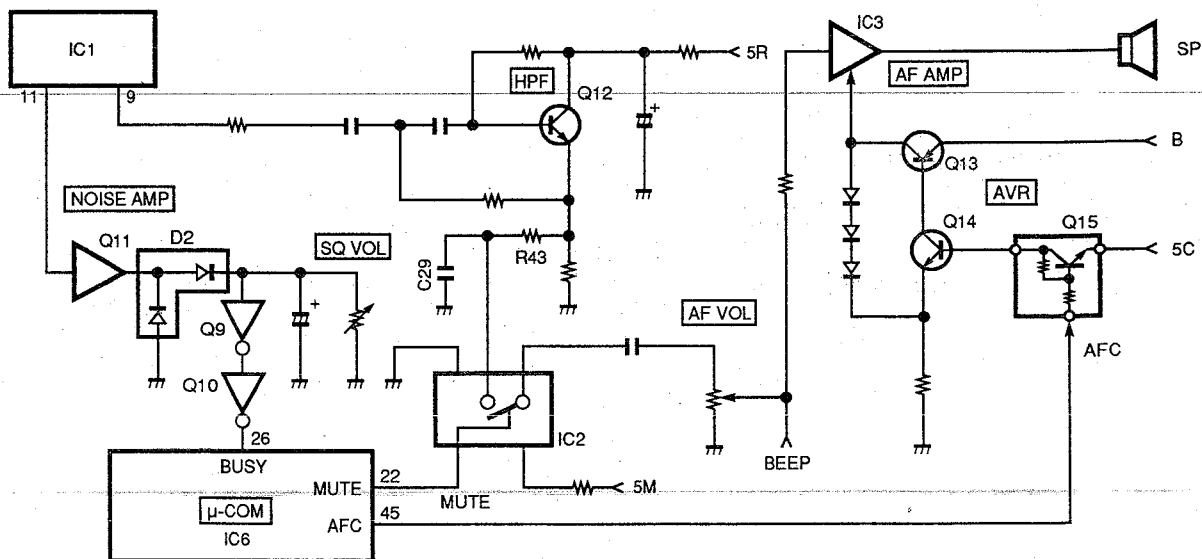 IC1
11
9
5R
IC3
SP
HPF
AF AMP
Q12
+
B
Q13
NOISE AMP
AVR
Q14
Q15
Q11
D2
SQ VOL
5C
R43
C29
+
AF VOL
Q9
AFC
Q10
IC2
26
BEEP
BUSY
22
MUTE
MUTE
5M
µ-COM
45
AFC
IC6